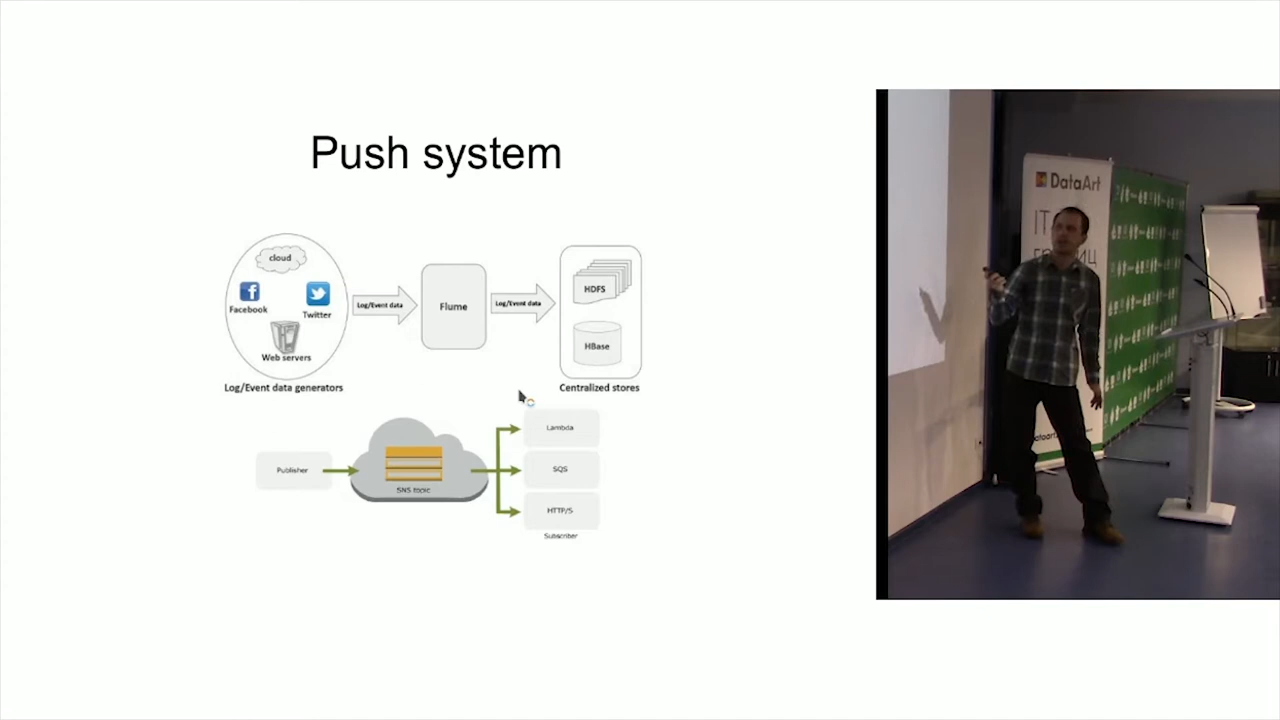 Push system
cloud
Facebook
Twitter
Web servers
Log/Event data generators
Log/Event data
Flume
Log/Event data
HDFS
HBase
Centralized stores
Publisher
SNS topic
Lambda
SQS
HTTP/S
Subscriber
DataArt
IT